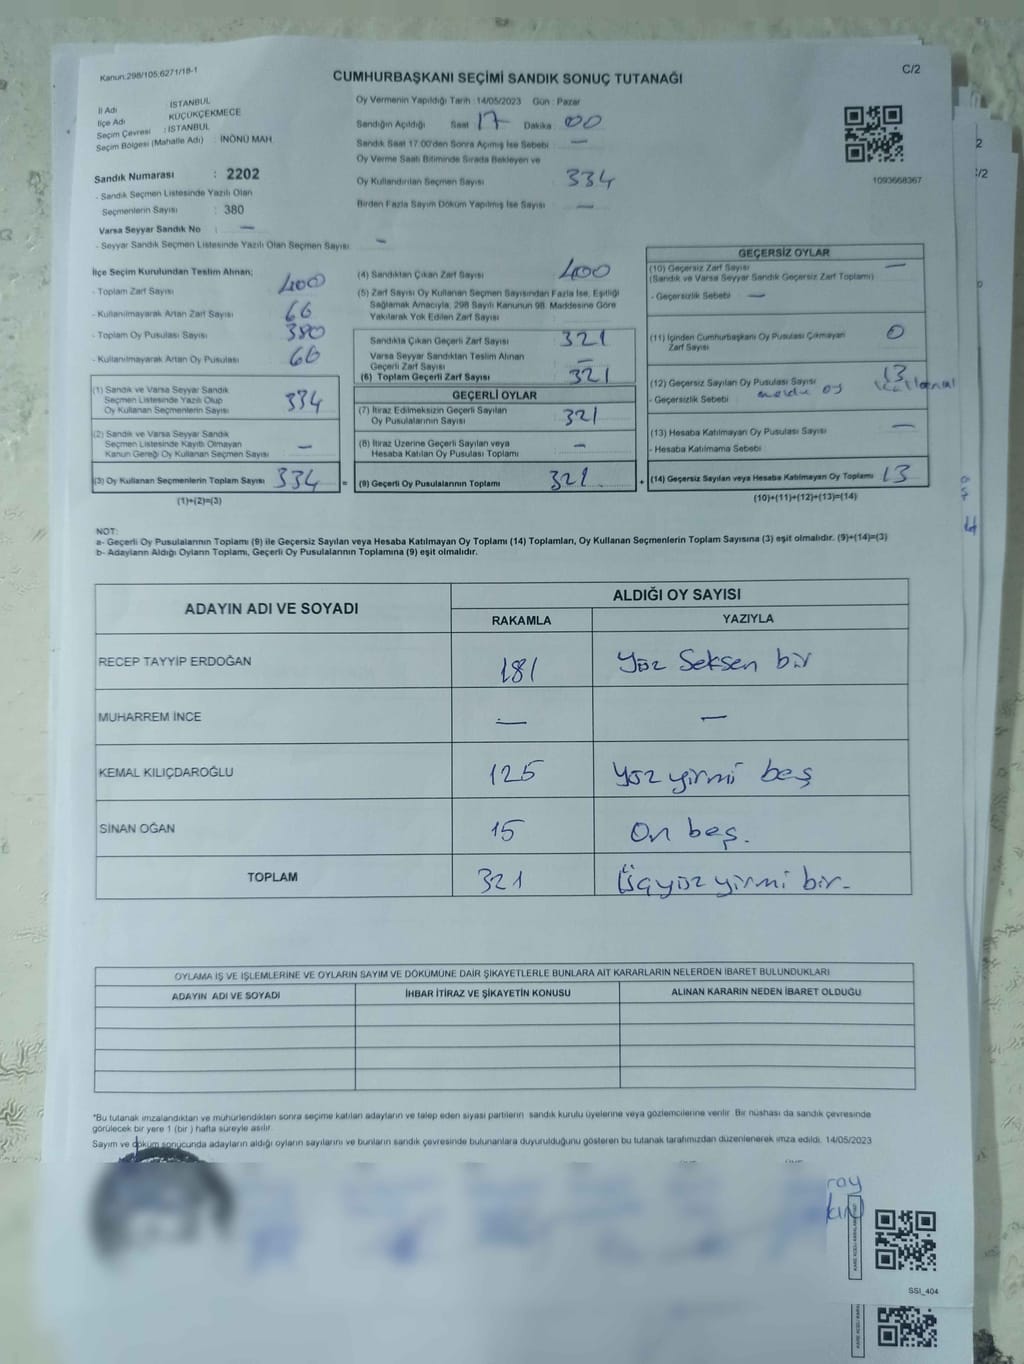 Kanun:298/105;6271/18-1
CUMHURBAŞKANI SEÇİMİ SANDIK SONUÇ TUTANAĞI
C/2
İl Adı : İSTANBUL
İlçe Adı : KÜÇÜKÇEKMECE
Seçim Çevresi : İSTANBUL
Seçim Bölgesi (Mahalle Adı) : İNÖNÜ MAH.
Sandık Numarası : 2202
- Sandık Seçmen Listesinde Yazılı Olan
Seçmenlerin Sayısı : 380
Varsa Seyyar Sandık No : —
- Seyyar Sandık Seçmen Listesinde Yazılı Olan Seçmen Sayısı : —
Oy Vermenin Yapıldığı Tarih : 14/05/2023 Gün : Pazar
Sandığın Açıldığı Saat : 17 Dakika : 00
Sandık Saat 17:00'den Sonra Açılmış İse Sebebi : —
Oy Verme Saati Bitiminde Sırada Bekleyen ve
Oy Kullandırılan Seçmen Sayısı : 334
Birden Fazla Sayım Döküm Yapılmış İse Sayısı : —
1093668367
İlçe Seçim Kurulundan Teslim Alınan;
- Toplam Zarf Sayısı : 400
- Kullanılmayarak Artan Zarf Sayısı : 66
- Toplam Oy Pusulası Sayısı : 380
- Kullanılmayarak Artan Oy Pusulası : 66
(1) Sandık ve Varsa Seyyar Sandık
Seçmen Listesinde Yazılı Olup
Oy Kullanan Seçmenlerin Sayısı : 334
(2) Sandık ve Varsa Seyyar Sandık
Seçmen Listesinde Kayıtlı Olmayan
Kanun Gereği Oy Kullanan Seçmen Sayısı : —
(3) Oy Kullanan Seçmenlerin Toplam Sayısı : 334
(1)+(2)=(3)
(4) Sandıktan Çıkan Zarf Sayısı : 400
(5) Zarf Sayısı Oy Kullanan Seçmen Sayısından Fazla İse, Eşitliği
Sağlamak Amacıyla, 298 Sayılı Kanunun 98. Maddesine Göre
Yakılarak Yok Edilen Zarf Sayısı :
Sandıkta Çıkan Geçerli Zarf Sayısı : 321
Varsa Seyyar Sandıktan Teslim Alınan
Geçerli Zarf Sayısı : —
(6) Toplam Geçerli Zarf Sayısı : 321
GEÇERLİ OYLAR
(7) İtiraz Edilmeksizin Geçerli Sayılan
Oy Pusulalarının Sayısı : 321
(8) İtiraz Üzerine Geçerli Sayılan veya
Hesaba Katılan Oy Pusulası Toplamı : —
= (9) Geçerli Oy Pusulalarının Toplamı : 321
GEÇERSİZ OYLAR
(10) Geçersiz Zarf Sayısı : —
(Sandık ve Varsa Seyyar Sandık Geçersiz Zarf Toplamı)
- Geçersizlik Sebebi : —
(11) İçinden Cumhurbaşkanı Oy Pusulası Çıkmayan
Zarf Sayısı : 0
(12) Geçersiz Sayılan Oy Pusulası Sayısı : 13
- Geçersizlik Sebebi : oy
(13) Hesaba Katılmayan Oy Pusulası Sayısı : —
- Hesaba Katılmama Sebebi :
+ (14) Geçersiz Sayılan veya Hesaba Katılmayan Oy Toplamı : 13
(10)+(11)+(12)+(13)=(14)
NOT:
a- Geçerli Oy Pusulalarının Toplamı (9) ile Geçersiz Sayılan veya Hesaba Katılmayan Oy Toplamı (14) Toplamları, Oy Kullanan Seçmenlerin Toplam Sayısına (3) eşit olmalıdır. (9)+(14)=(3)
b- Adayların Aldığı Oyların Toplamı, Geçerli Oy Pusulalarının Toplamına (9) eşit olmalıdır.
ADAYIN ADI VE SOYADI ALDIĞI OY SAYISI
RAKAMLA YAZIYLA
RECEP TAYYİP ERDOĞAN 181 Yüz Seksen bir
MUHARREM İNCE — —
KEMAL KILIÇDAROĞLU 125 Yüz yirmi beş
SİNAN OĞAN 15 On beş.
TOPLAM 321 Üçyüz yirmi bir.
OYLAMA İŞ VE İŞLEMLERİNE VE OYLARIN SAYIM VE DÖKÜMÜNE DAİR ŞİKAYETLERLE BUNLARA AİT KARARLARIN NELERDEN İBARET BULUNDUKLARI
ADAYIN ADI VE SOYADI İHBAR İTİRAZ VE ŞİKAYETİN KONUSU ALINAN KARARIN NEDEN İBARET OLDUĞU
*Bu tutanak imzalandıktan ve mühürlendikten sonra seçime katılan adayların ve talep eden siyasi partilerin sandık kurulu üyelerine veya gözlemcilerine verilir. Bir nüshası da sandık çevresinde
görülecek bir yere 1 (bir) hafta süreyle asılır.
Sayım ve döküm sonucunda adayların aldığı oyların sayılarını ve bunların sandık çevresinde bulunanlara duyurulduğunu gösteren bu tutanak tarafımızdan düzenlenerek imza edildi. 14/05/2023
SSİ_404